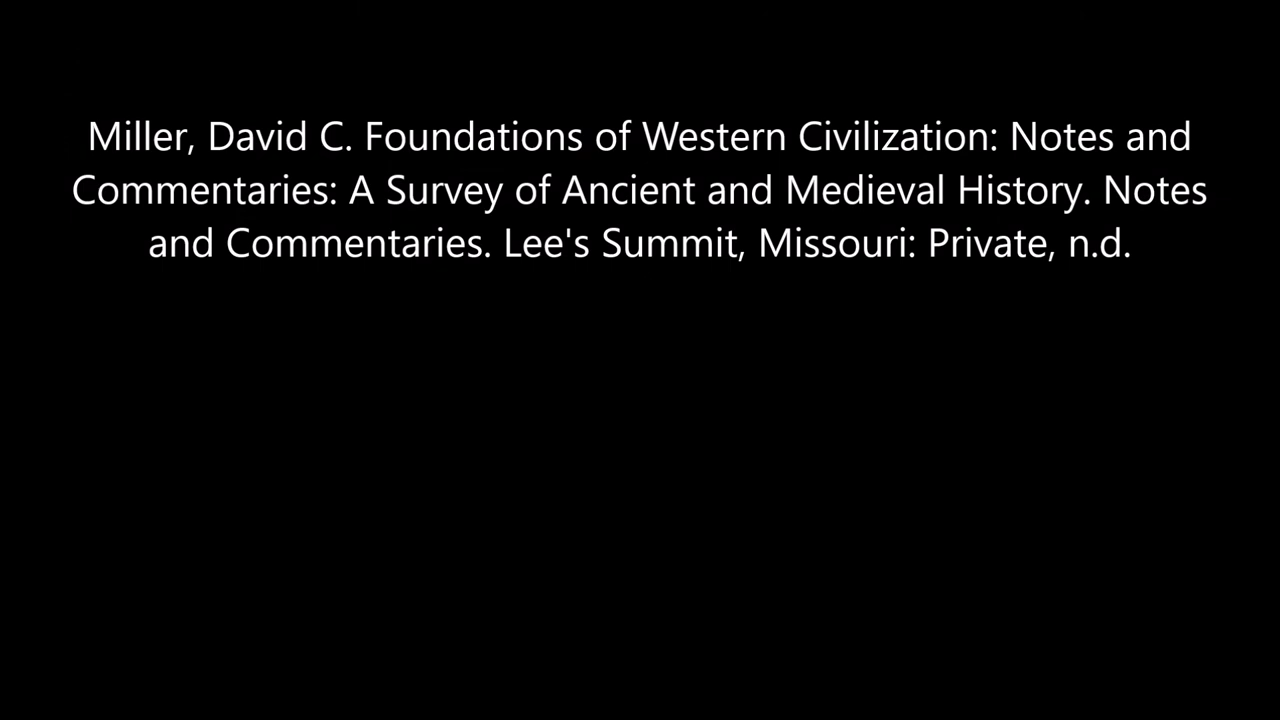 Miller, David C. Foundations of Western Civilization: Notes and
Commentaries: A Survey of Ancient and Medieval History. Notes
and Commentaries. Lee's Summit, Missouri: Private, n.d.